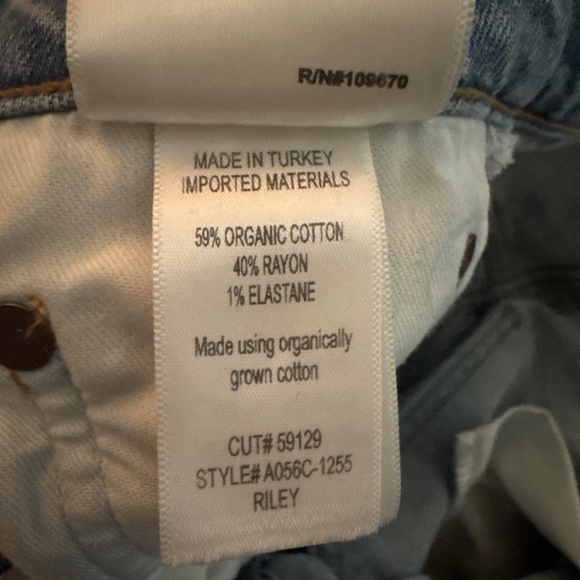 R/N#109670
MADE IN TURKEY
IMPORTED MATERIALS
59% ORGANIC COTTON
40% RAYON
1% ELASTANE
Made using organically
grown cotton
CUT# 59129
STYLE# A056C-1255
RILEY